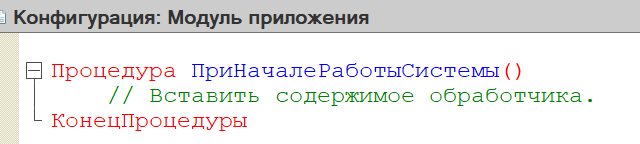 Конфигурация: Модуль приложения
Процедура ПриНачалеРаботыСистемы()
// Вставить содержимое обработчика.
КонецПроцедуры